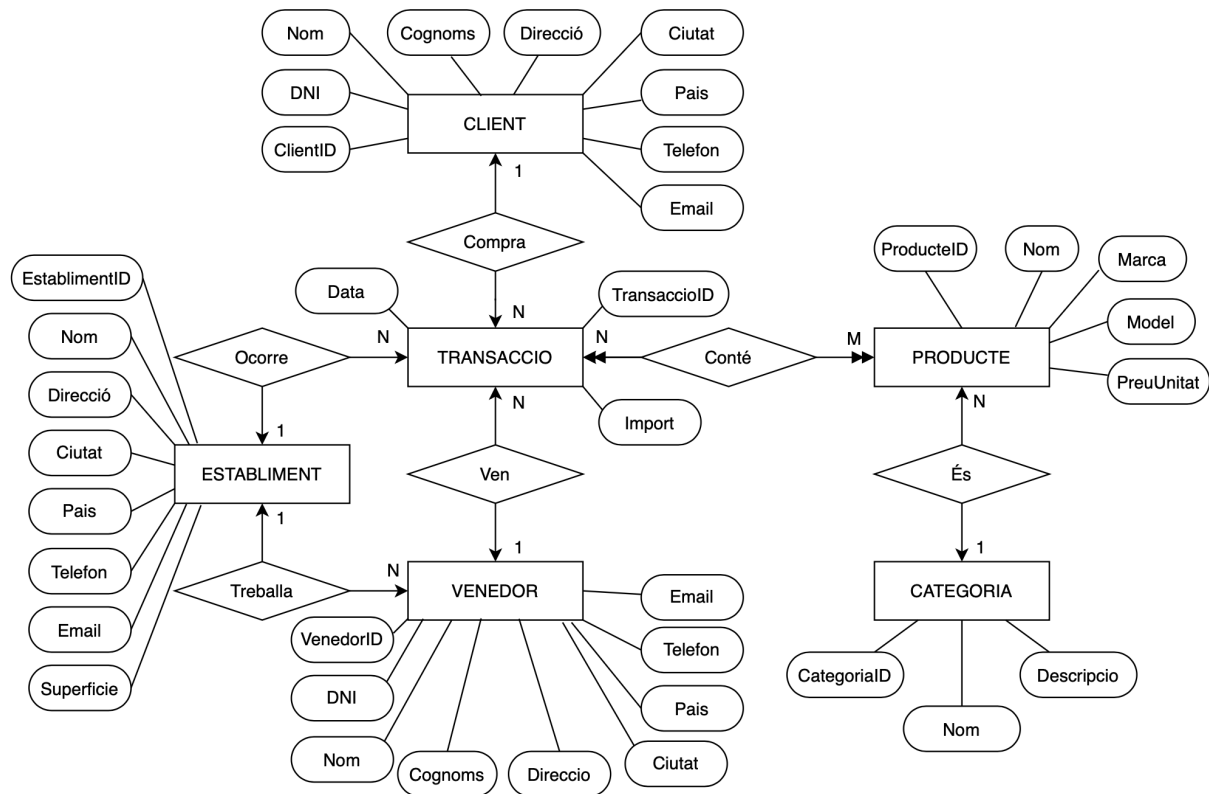 Nom
Cognoms
Direcció
Ciutat
DNI
CLIENT
Pais
ClientID
Telefon
1
Email
Compra
ProducteID
Nom
Marca
EstablimentID
Data
TransaccioID
N
Model
Nom
Ocorre
N
TRANSACCIO
N
Conté
M
PRODUCTE
PreuUnitat
Direcció
N
Import
N
1
Ciutat
ESTABLIMENT
Ven
És
Pais
1
1
1
Telefon
Treballa
N
VENEDOR
Email
CATEGORIA
Email
VenedorID
Telefon
Superficie
DNI
Pais
CategoriaID
Descripcio
Nom
Cognoms
Direccio
Ciutat
Nom